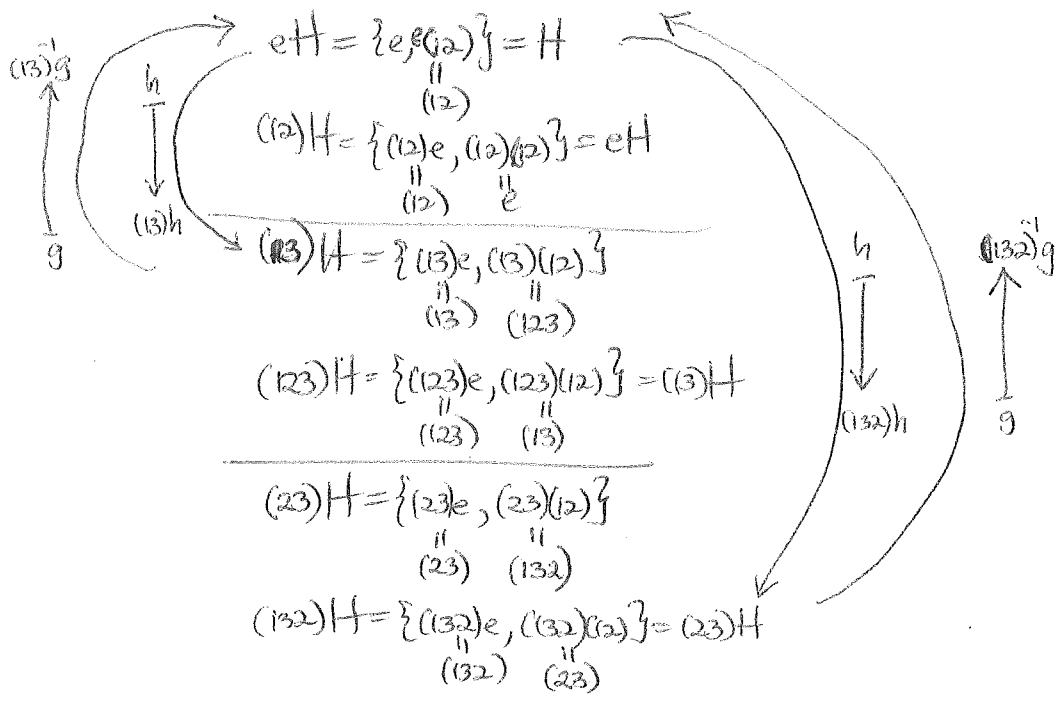 eH = {e, e(12)} = H
=
(12)
(12)H = {(12)e, (12)(12)} = eH
= =
(12) e
(13)H = {(13)e, (13)(12)}
= =
(13) (123)
(123)H = {(123)e, (123)(12)} = (13)H
= =
(123) (13)
(23)H = {(23)e, (23)(12)}
= =
(23) (132)
(132)H = {(132)e, (132)(12)} = (23)H
= =
(132) (23)
(13)⁻¹g
g
h
(13)h
h
(132)h
(132)⁻¹g
g